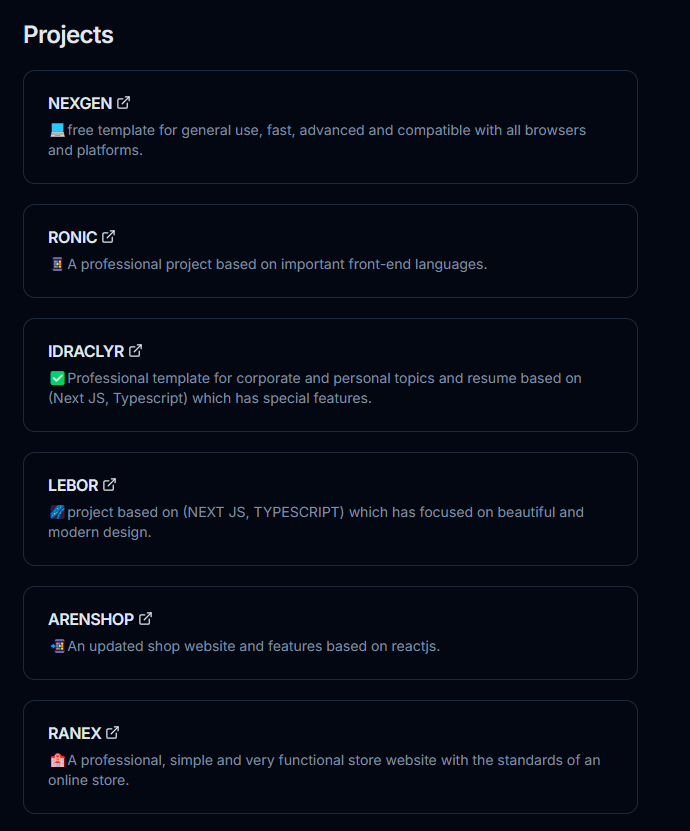 Projects
NEXGEN
💻free template for general use, fast, advanced and compatible with all browsers
and platforms.
RONIC
A professional project based on important front-end languages.
IDRACLYR
✅Professional template for corporate and personal topics and resume based on
(Next JS, Typescript) which has special features.
LEBOR
🌌project based on (NEXT JS, TYPESCRIPT) which has focused on beautiful and
modern design.
ARENSHOP
📲An updated shop website and features based on reactjs.
RANEX
🏩A professional, simple and very functional store website with the standards of an
online store.